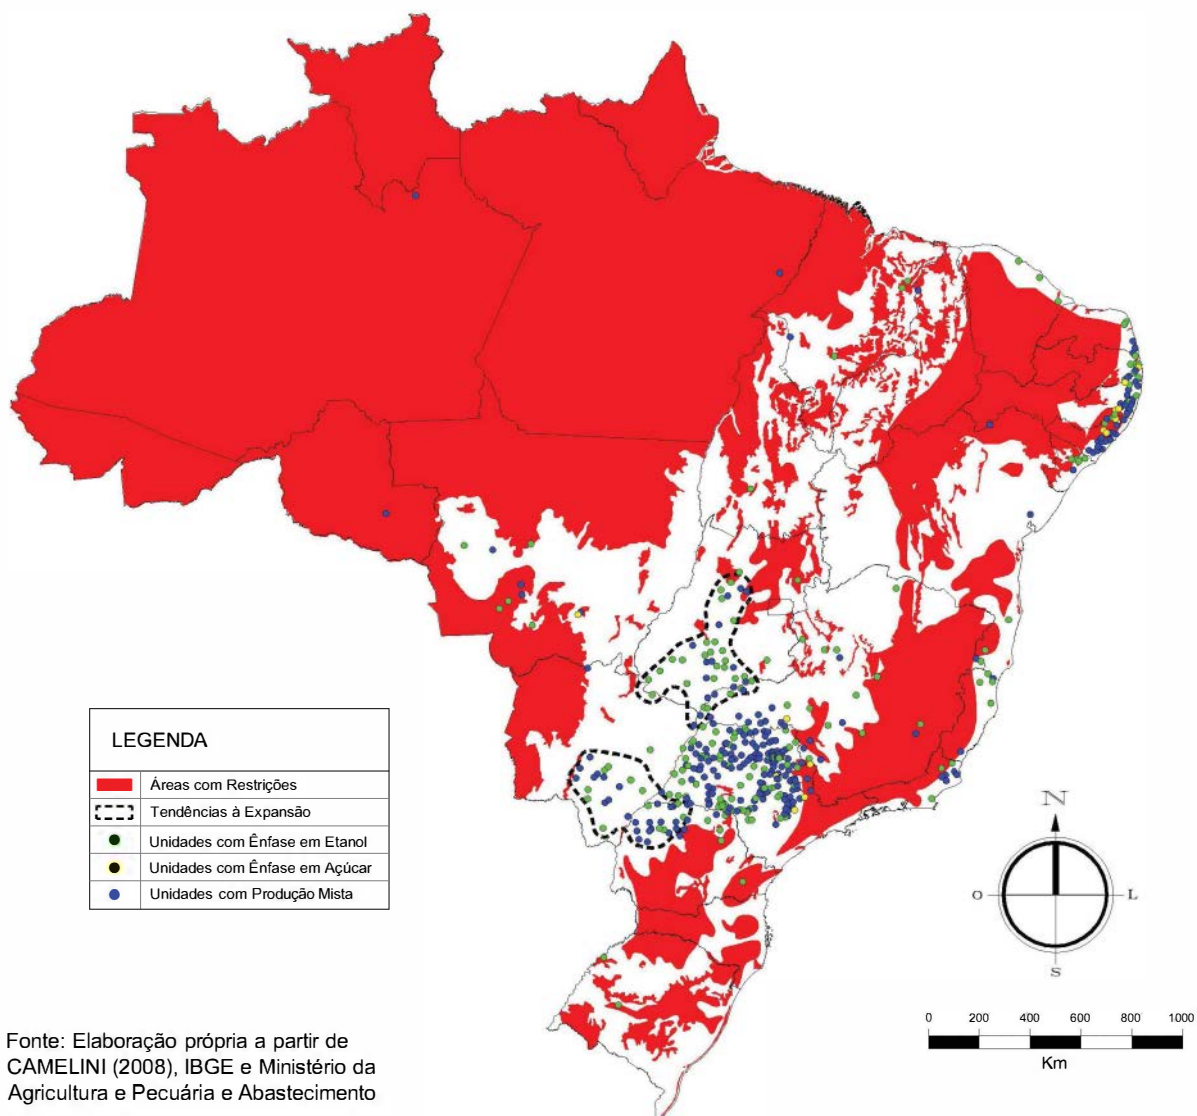 LEGENDA
Áreas com Restrições
Tendências à Expansão
Unidades com Ênfase em Etanol
Unidades com Ênfase em Açúcar
Unidades com Produção Mista
N
O
L
S
0 200 400 600 800 1000
Km
Fonte: Elaboração própria a partir de
CAMELINI (2008), IBGE e Ministério da
Agricultura e Pecuária e Abastecimento